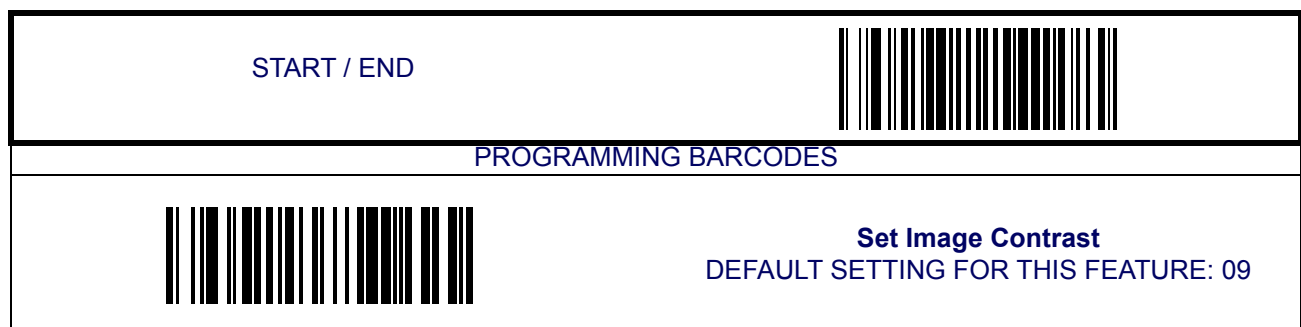 START / END
PROGRAMMING BARCODES
Set Image Contrast
DEFAULT SETTING FOR THIS FEATURE: 09